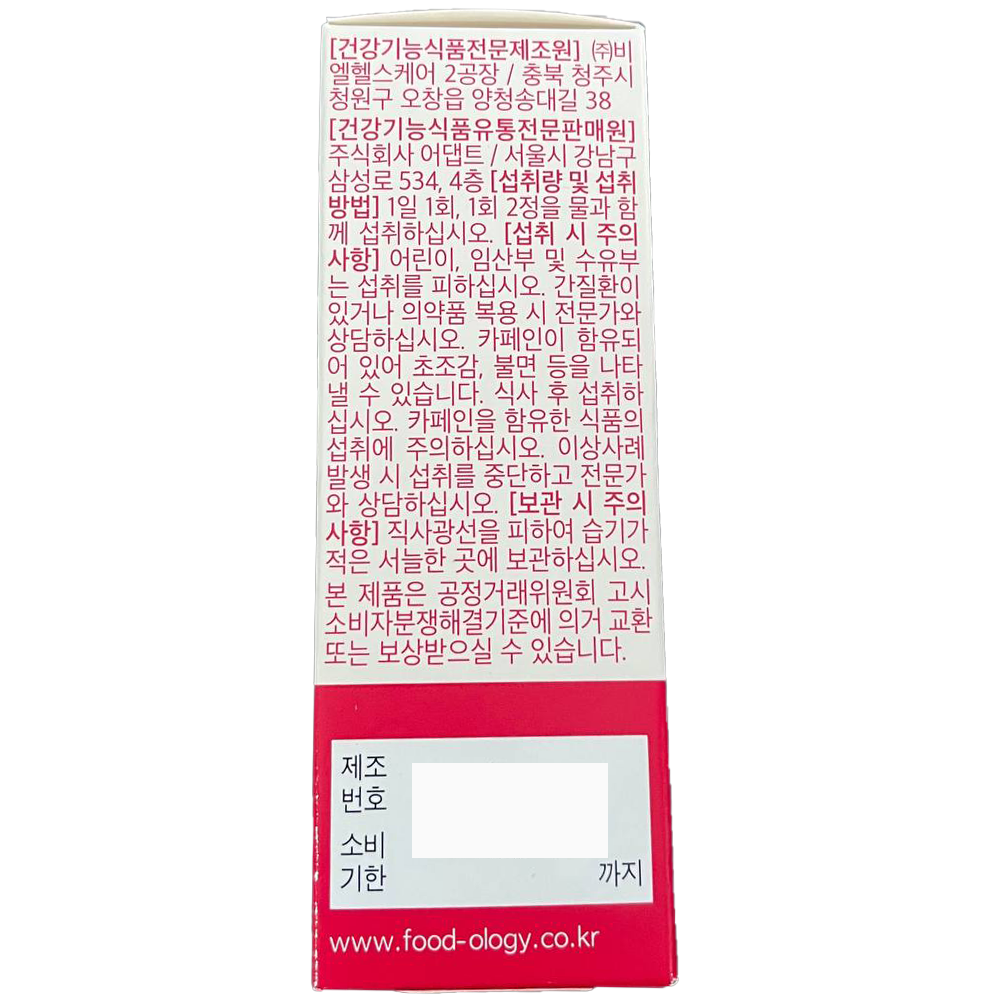 [건강기능식품전문제조원] ㈜비
엘헬스케어 2공장 / 충북 청주시
청원구 오창읍 양청송대길 38
[건강기능식품유통전문판매원]
주식회사 어댑트 / 서울시 강남구
삼성로 534, 4층 [섭취량 및 섭취
방법] 1일 1회, 1회 2정을 물과 함
께 섭취하십시오. [섭취 시 주의
사항] 어린이, 임산부 및 수유부
는 섭취를 피하십시오. 간질환이
있거나 의약품 복용 시 전문가와
상담하십시오. 카페인이 함유되
어 있어 초조감, 불면 등을 나타
낼 수 있습니다. 식사 후 섭취하
십시오. 카페인을 함유한 식품의
섭취에 주의하십시오. 이상사례
발생 시 섭취를 중단하고 전문가
와 상담하십시오. [보관 시 주의
사항] 직사광선을 피하여 습기가
적은 서늘한 곳에 보관하십시오.
본 제품은 공정거래위원회 고시
소비자분쟁해결기준에 의거 교환
또는 보상받으실 수 있습니다.
제조
번호
소비
기한 까지
www.food-ology.co.kr